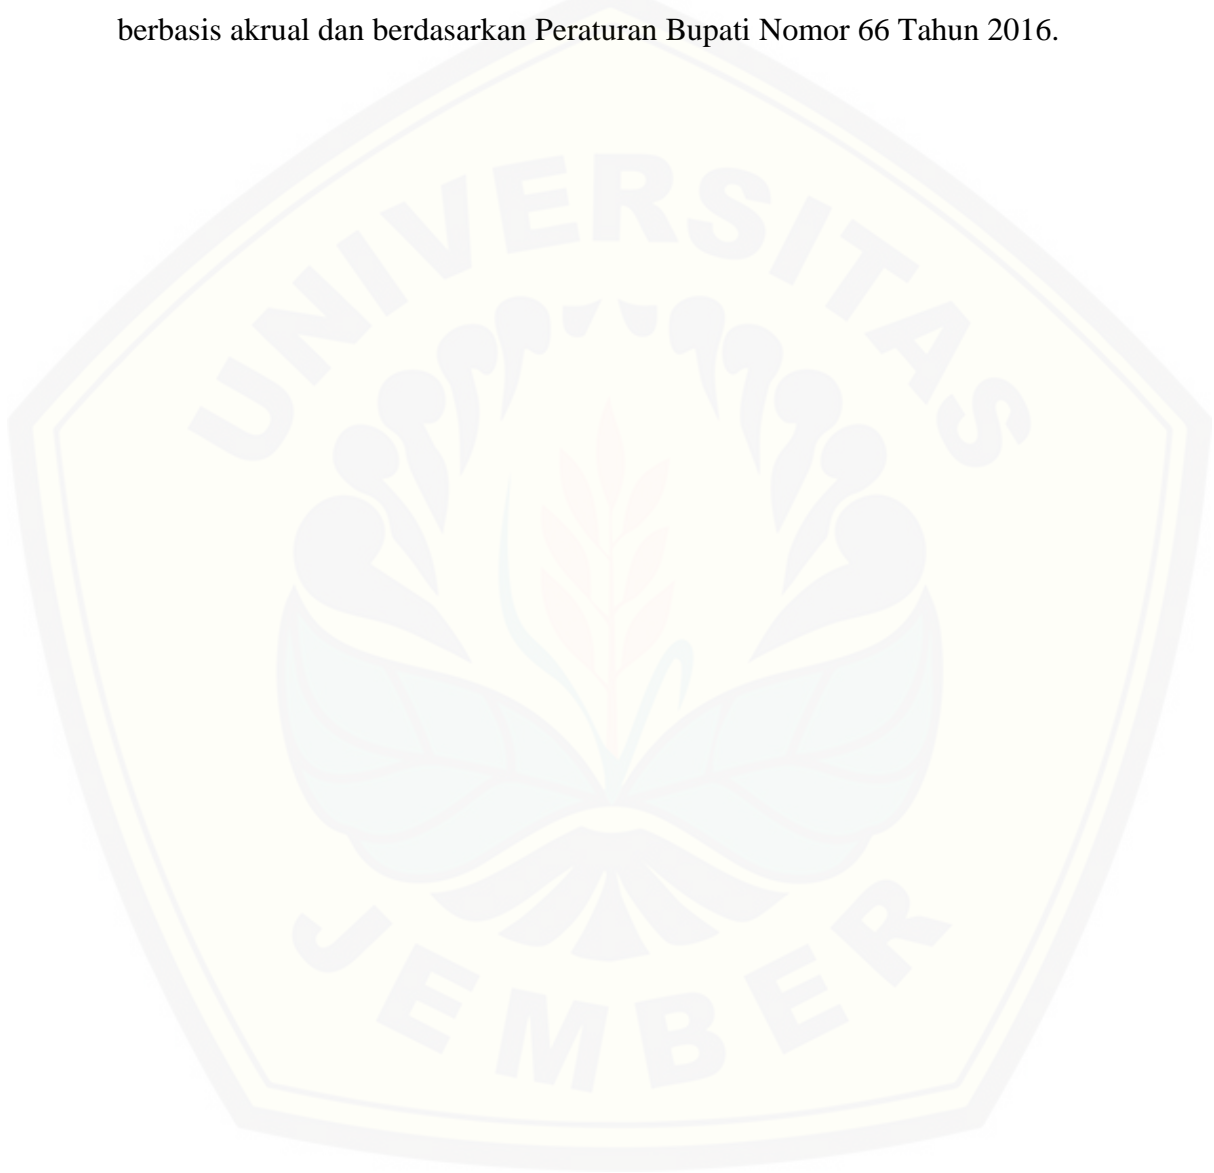 berbasis akrual dan berdasarkan Peraturan Bupati Nomor 66 Tahun 2016.
UNIVERSITAS
JEMBER